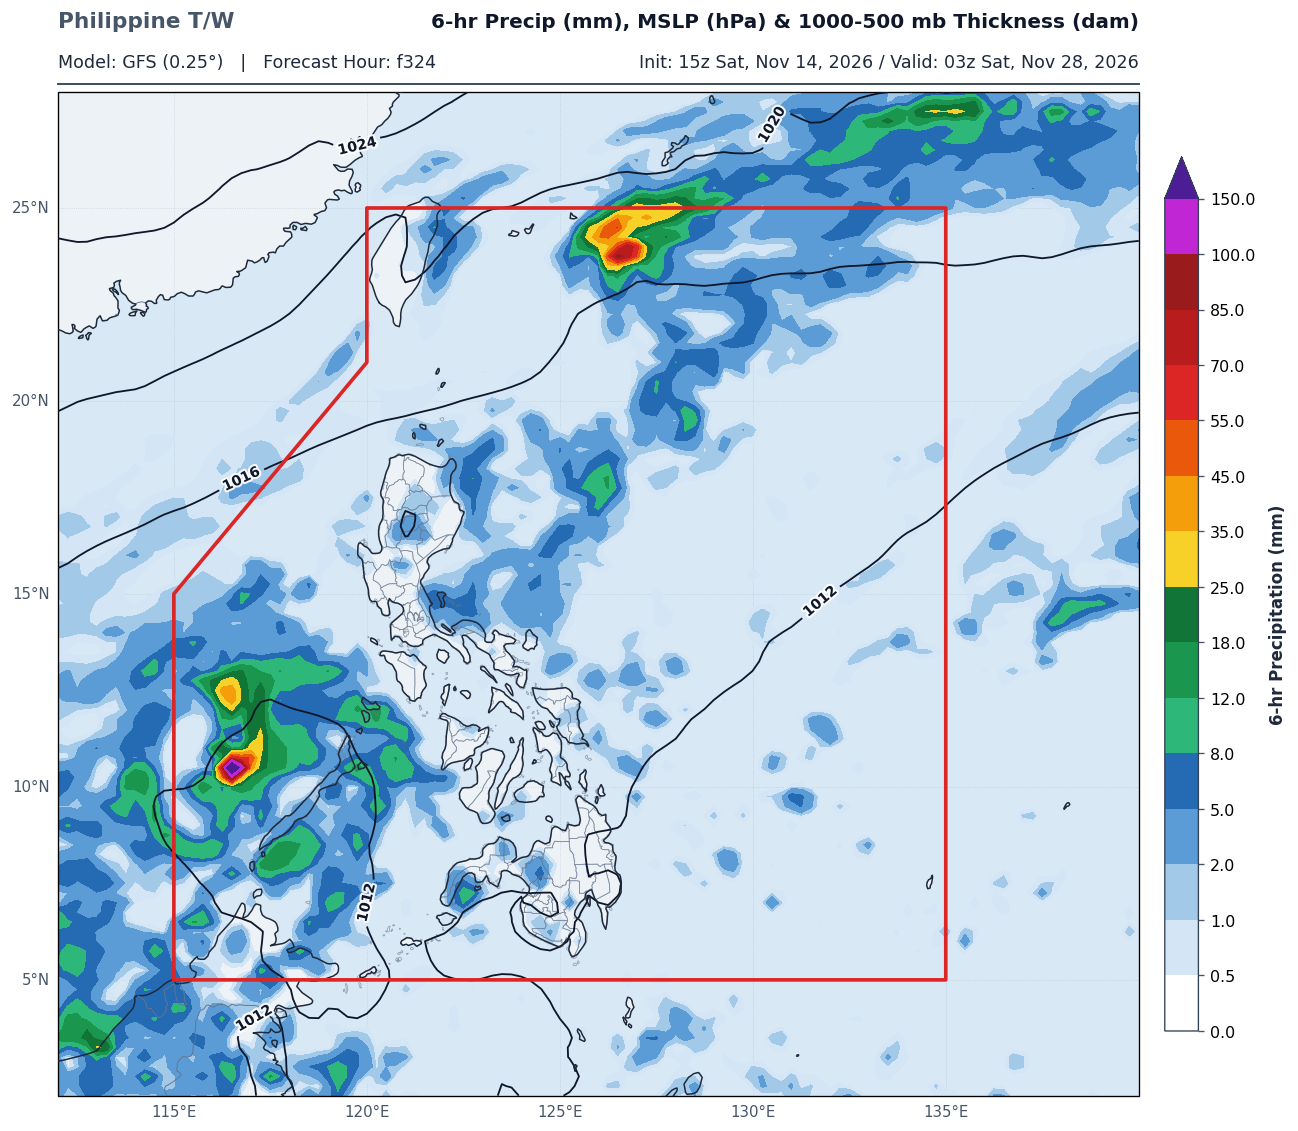 Philippine T/W
6-hr Precip (mm), MSLP (hPa) & 1000-500 mb Thickness (dam)
Model: GFS (0.25°) | Forecast Hour: f324
Init: 15z Sat, Nov 14, 2026 / Valid: 03z Sat, Nov 28, 2026
1024
1020
1016
1012
1012
1012
25°N
20°N
15°N
10°N
5°N
115°E
120°E
125°E
130°E
135°E
150.0
100.0
85.0
70.0
55.0
45.0
35.0
25.0
18.0
12.0
8.0
5.0
2.0
1.0
0.5
0.0
6-hr Precipitation (mm)